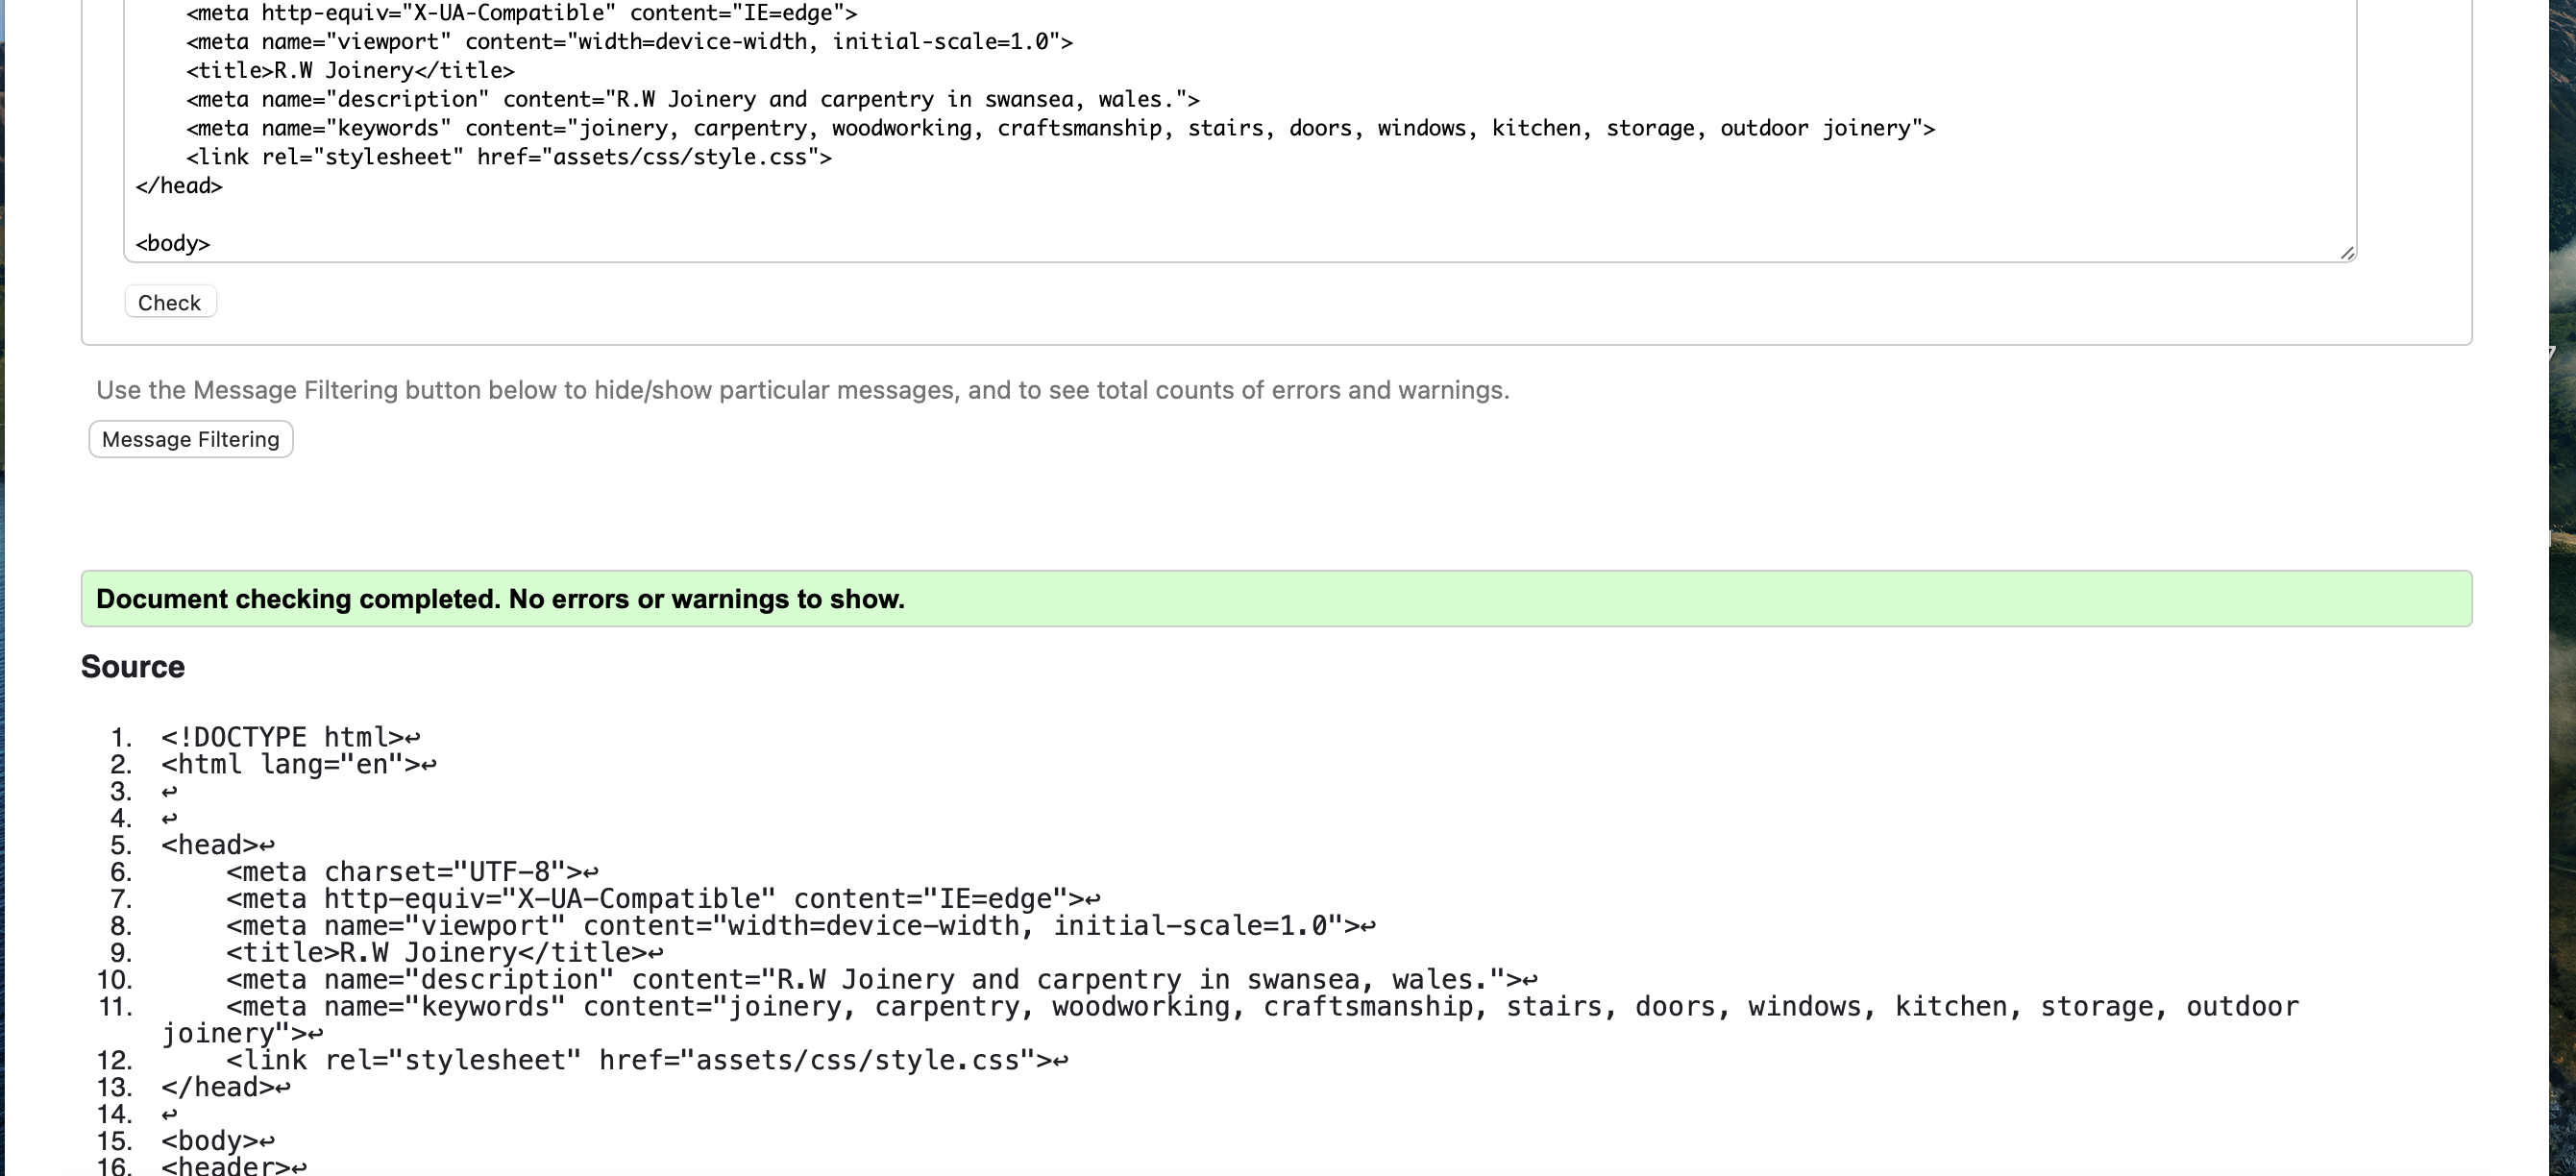 <meta http-equiv="X-UA-Compatible" content="IE=edge">
<meta name="viewport" content="width=device-width, initial-scale=1.0">
<title>R.W Joinery</title>
<meta name="description" content="R.W Joinery and carpentry in swansea, wales.">
<meta name="keywords" content="joinery, carpentry, woodworking, craftsmanship, stairs, doors, windows, kitchen, storage, outdoor joinery">
<link rel="stylesheet" href="assets/css/style.css">
</head>
<body>
Check
Use the Message Filtering button below to hide/show particular messages, and to see total counts of errors and warnings.
Message Filtering
Document checking completed. No errors or warnings to show.
Source
1. <!DOCTYPE html>↩
2. <html lang="en">↩
3. ↩
4. ↩
5. <head>↩
6. <meta charset="UTF-8">↩
7. <meta http-equiv="X-UA-Compatible" content="IE=edge">↩
8. <meta name="viewport" content="width=device-width, initial-scale=1.0">↩
9. <title>R.W Joinery</title>↩
10. <meta name="description" content="R.W Joinery and carpentry in swansea, wales.">↩
11. <meta name="keywords" content="joinery, carpentry, woodworking, craftsmanship, stairs, doors, windows, kitchen, storage, outdoor
joinery">↩
12. <link rel="stylesheet" href="assets/css/style.css">↩
13. </head>↩
14. ↩
15. <body>↩
16. <header>↩